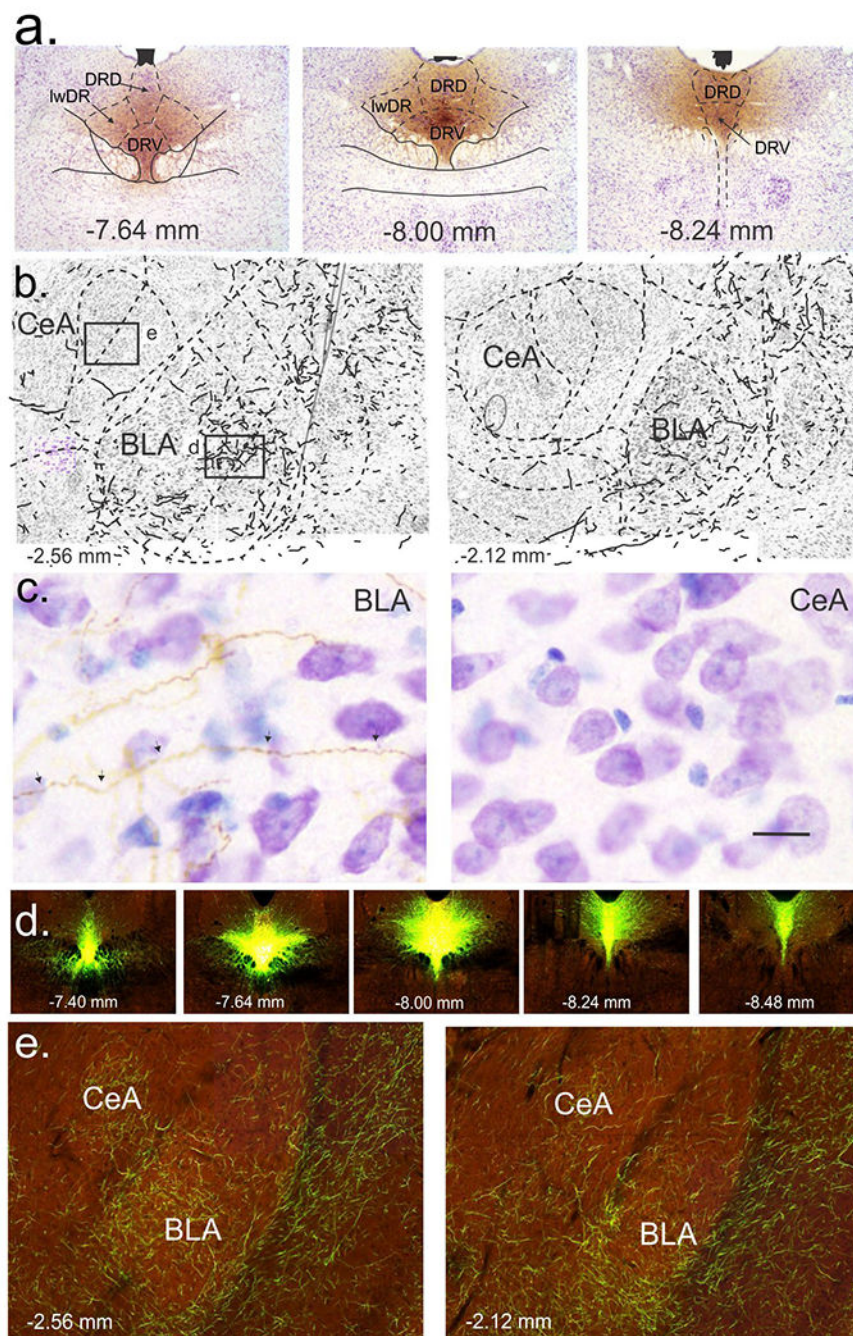 a.
DRD
lwDR
DRV
-7.64 mm
DRD
lwDR
DRV
-8.00 mm
DRD
DRV
-8.24 mm
b.
CeA
e
BLA
d
-2.56 mm
CeA
BLA
-2.12 mm
c.
BLA
CeA
d.
-7.40 mm
-7.64 mm
-8.00 mm
-8.24 mm
-8.48 mm
e.
CeA
BLA
-2.56 mm
CeA
BLA
-2.12 mm